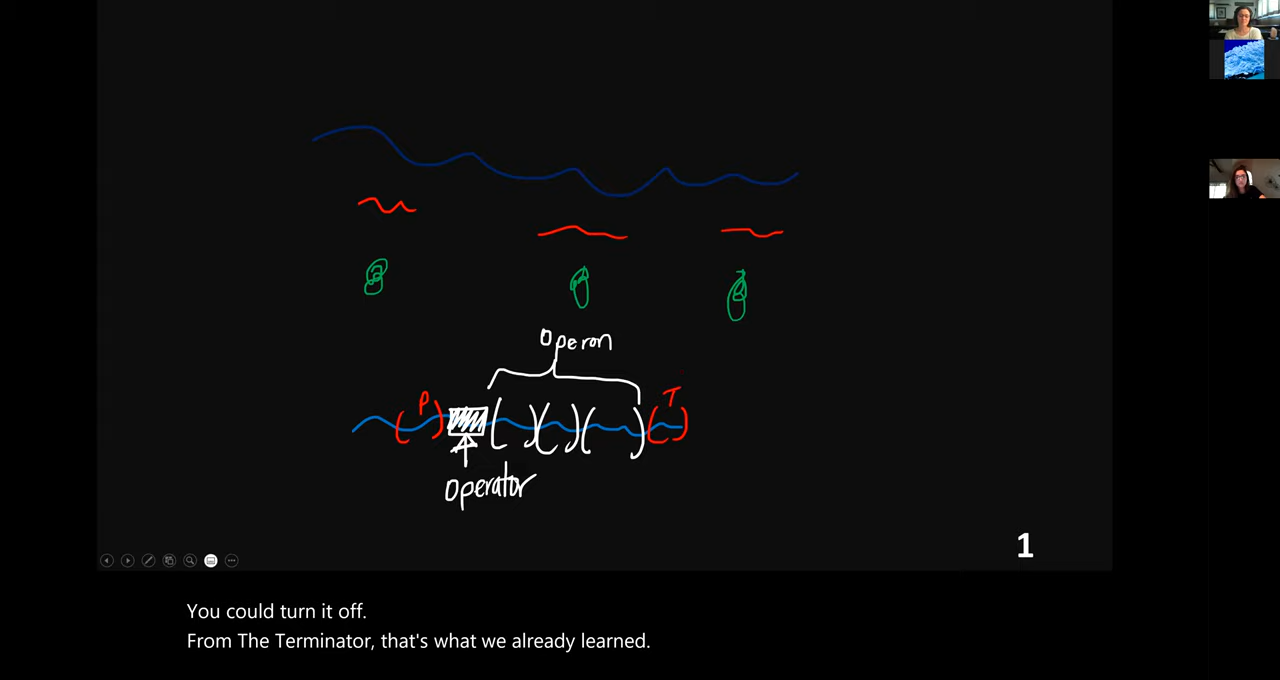 Operon
P
T
operator
1
You could turn it off.
From The Terminator, that's what we already learned.